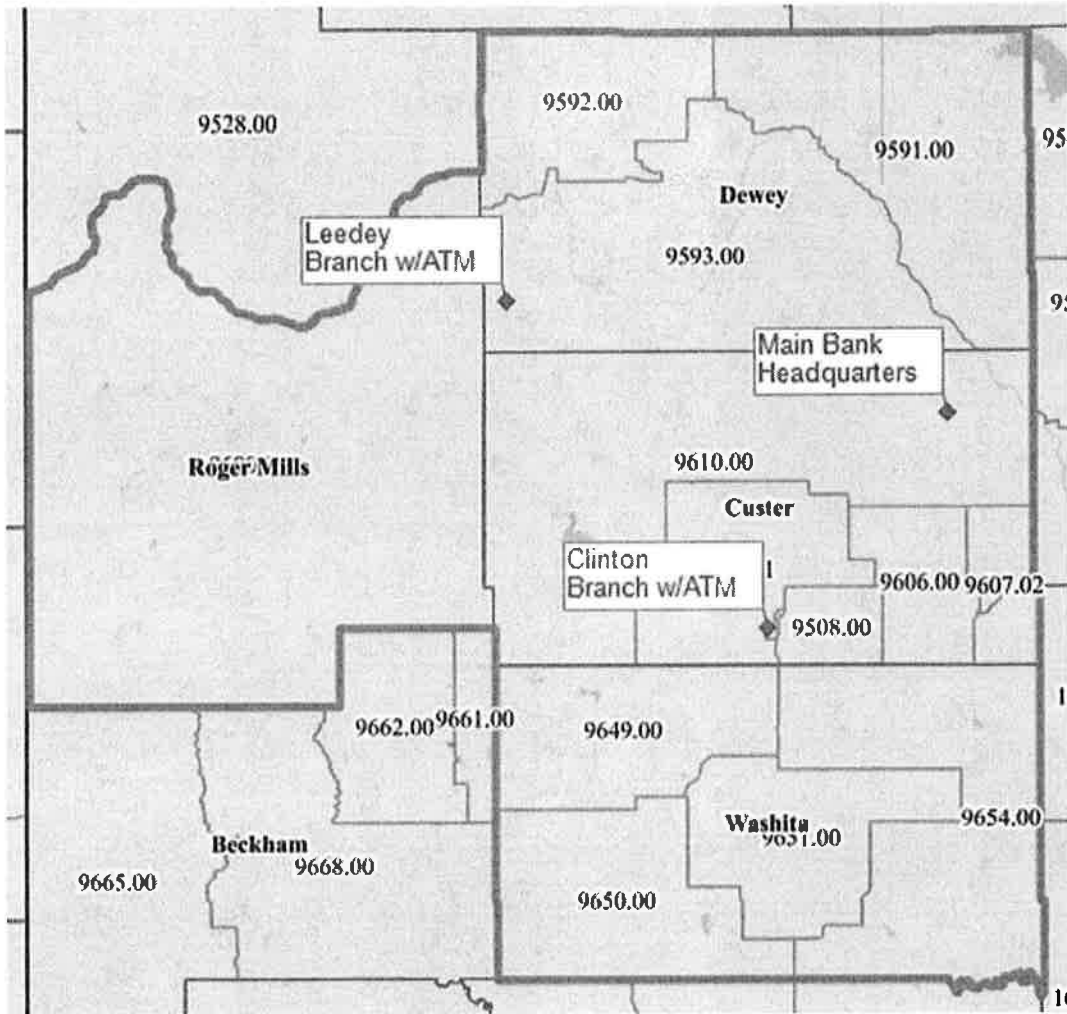 9592.00
9528.00
9591.00
Dewey
Leedey
Branch w/ATM
9593.00
Main Bank
Headquarters
Roger Mills
9610.00
Custer
Clinton
Branch w/ATM
1
9606.00
9607.02
9508.00
9662.00
9661.00
9649.00
1
Washita
9654.00
Beckham
9668.00
9665.00
9650.00